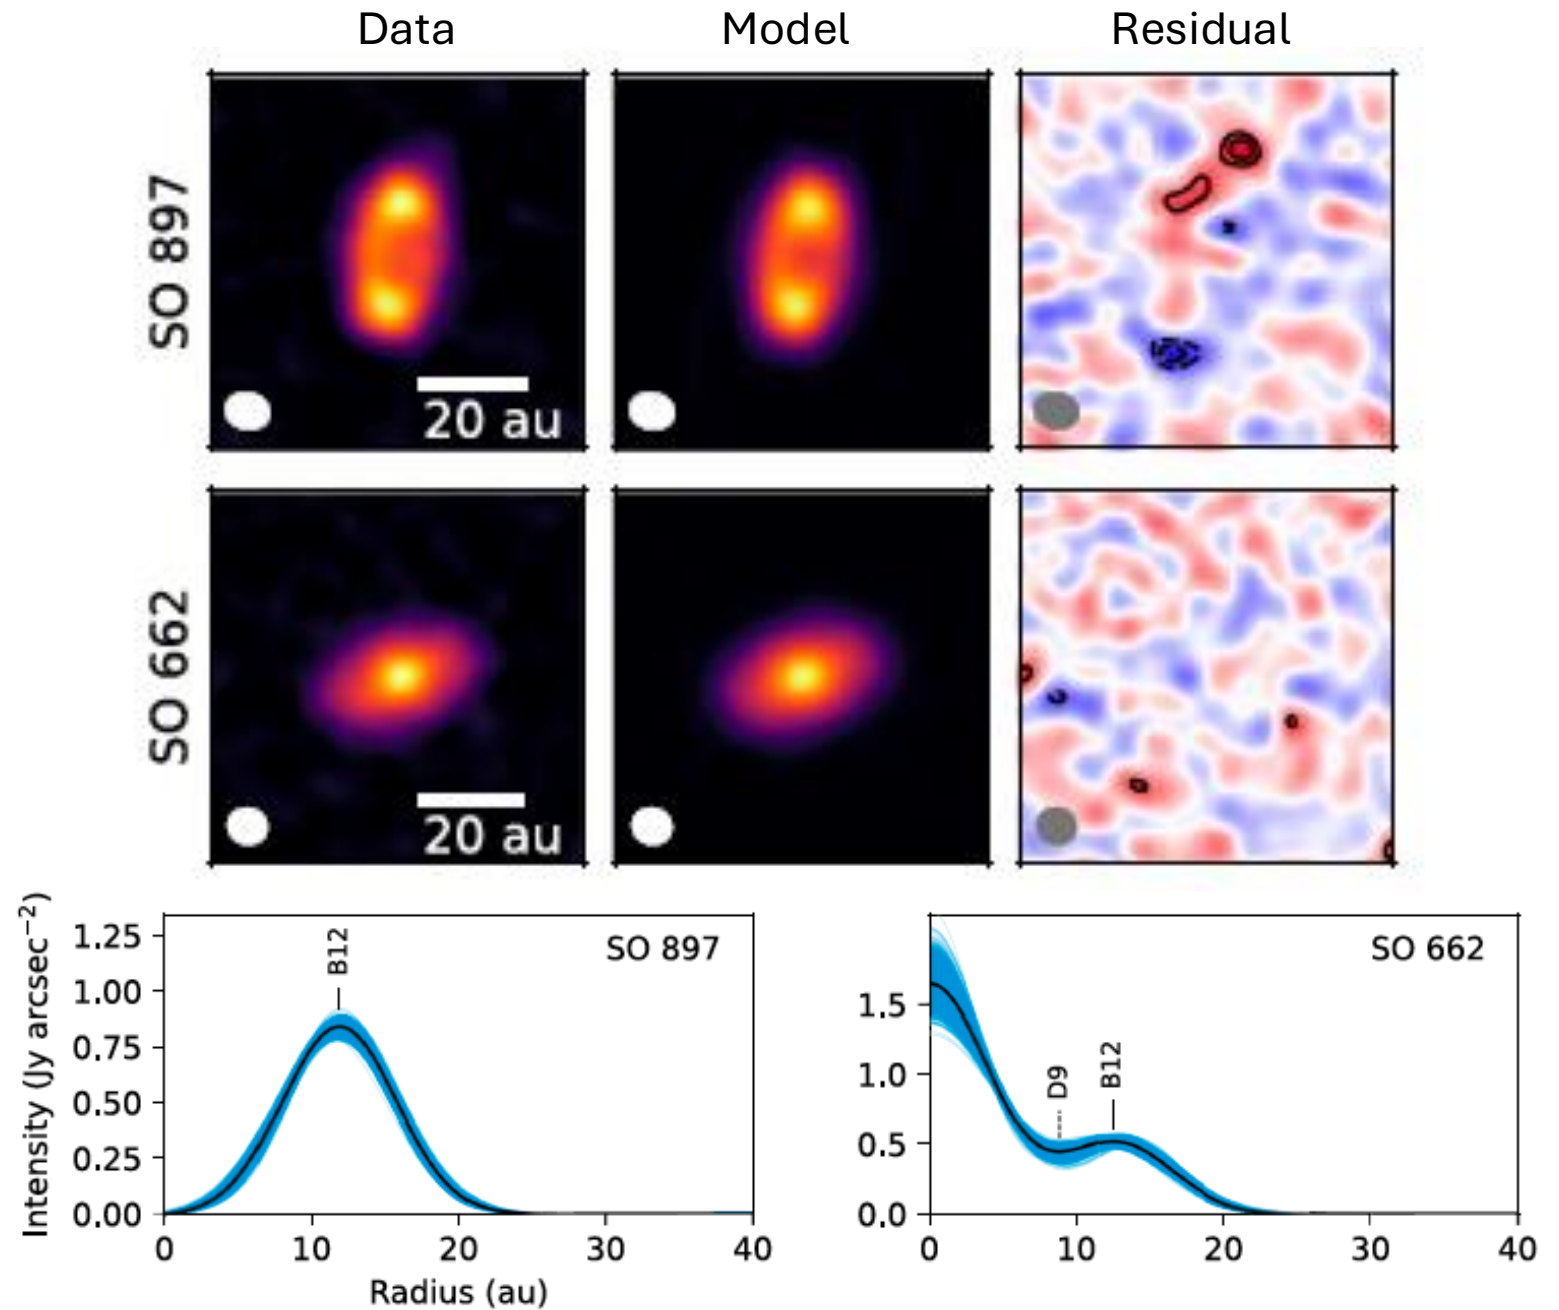 Data Model Residual
SO 897
20 au
SO 662
20 au
Intensity (Jy arcsec⁻²)
1.25
1.00
0.75
0.50
0.25
0.00
B12
SO 897
0 10 20 30 40
Radius (au)
1.5
1.0
0.5
0.0
D9
B12
SO 662
0 10 20 30 40